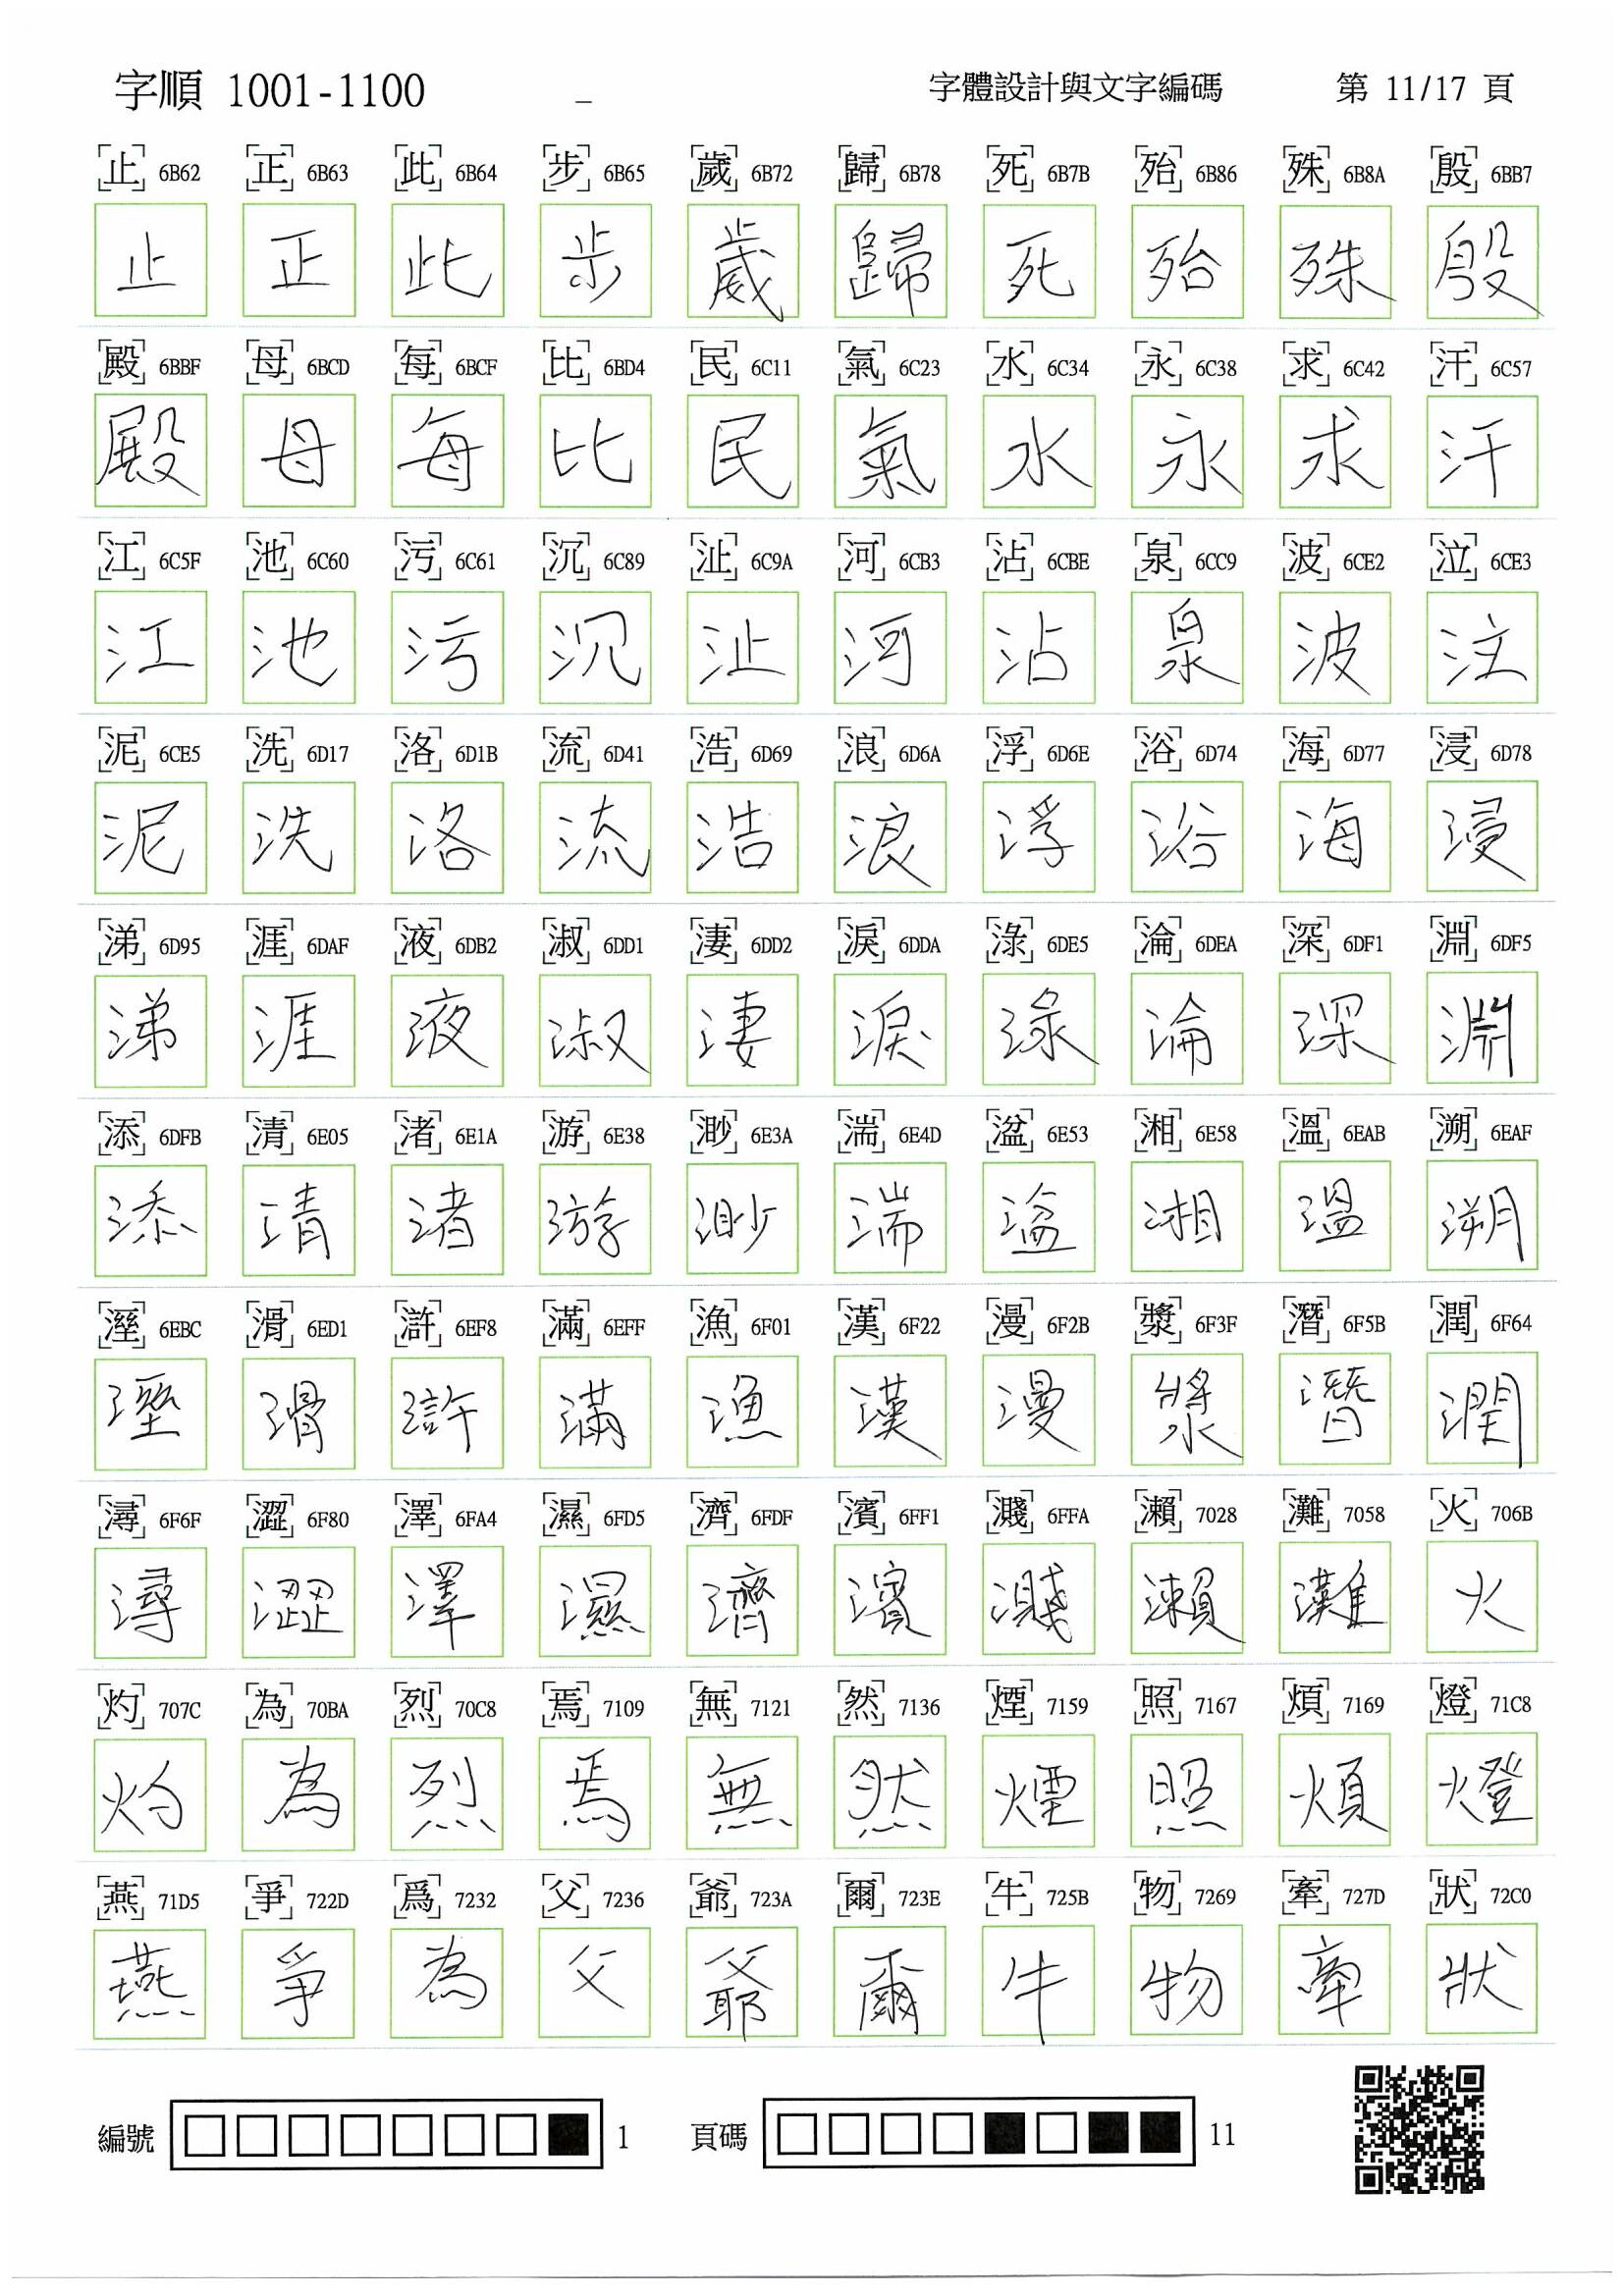 字順 1001-1100 _ 字體設計與文字編碼 第 11/17 頁
止 6B62 正 6B63 此 6B64 步 6B65 歲 6B72 歸 6B78 死 6B7B 殆 6B86 殊 6B8A 殷 6BB7
止 正 此 步 歲 歸 死 殆 殊 殷
殿 6BBF 母 6BCD 每 6BCF 比 6BD4 民 6C11 氣 6C23 水 6C34 永 6C38 求 6C42 汗 6C57
殿 母 每 比 民 氣 水 永 求 汗
江 6C5F 池 6C60 污 6C61 沉 6C89 沚 6C9A 河 6CB3 沾 6CBE 泉 6CC9 波 6CE2 泣 6CE3
江 池 污 沉 沚 河 沾 泉 波 泣
泥 6CE5 洗 6D17 洛 6D1B 流 6D41 浩 6D69 浪 6D6A 浮 6D6E 浴 6D74 海 6D77 浸 6D78
泥 洗 洛 流 浩 浪 浮 浴 海 浸
涕 6D95 涯 6DAF 液 6DB2 淑 6DD1 淒 6DD2 淚 6DDA 淥 6DE5 淪 6DEA 深 6DF1 淵 6DF5
涕 涯 液 淑 淒 淚 淥 淪 深 淵
添 6DFB 清 6E05 渚 6E1A 游 6E38 渺 6E3A 湍 6E4D 湓 6E53 湘 6E58 溫 6EAB 溯 6EAF
添 清 渚 游 渺 湍 湓 湘 溫 溯
溼 6EBC 滑 6ED1 滸 6EF8 滿 6EFF 漁 6F01 漢 6F22 漫 6F2B 漿 6F3F 潛 6F5B 潤 6F64
溼 滑 滸 滿 漁 漢 漫 漿 潛 潤
潯 6F6F 澀 6F80 澤 6FA4 濕 6FD5 濟 6FDF 濱 6FF1 濺 6FFA 瀨 7028 灘 7058 火 706B
潯 澀 澤 濕 濟 濱 濺 瀨 灘 火
灼 707C 為 70BA 烈 70C8 焉 7109 無 7121 然 7136 煙 7159 照 7167 煩 7169 燈 71C8
灼 為 烈 焉 無 然 煙 照 煩 燈
燕 71D5 爭 722D 爲 7232 父 7236 爺 723A 爾 723E 牛 725B 物 7269 牽 727D 狀 72C0
燕 爭 為 父 爺 爾 牛 物 牽 狀
編號 1 頁碼 11